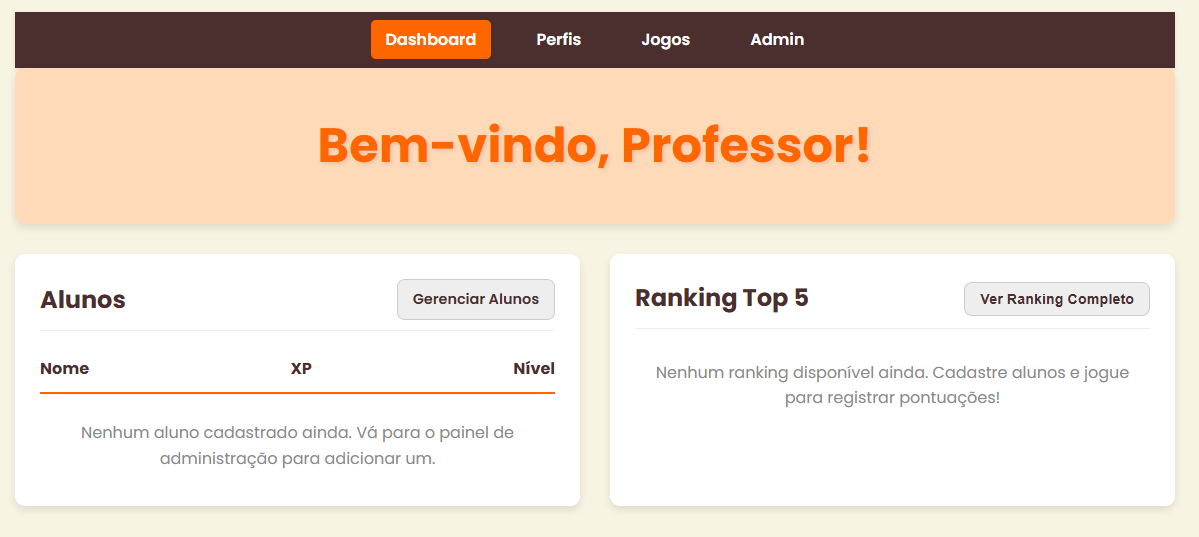 Dashboard Perfis Jogos Admin
Bem-vindo, Professor!
Alunos
Gerenciar Alunos
Nome XP Nível
Nenhum aluno cadastrado ainda. Vá para o painel de
administração para adicionar um.
Ranking Top 5
Ver Ranking Completo
Nenhum ranking disponível ainda. Cadastre alunos e jogue
para registrar pontuações!